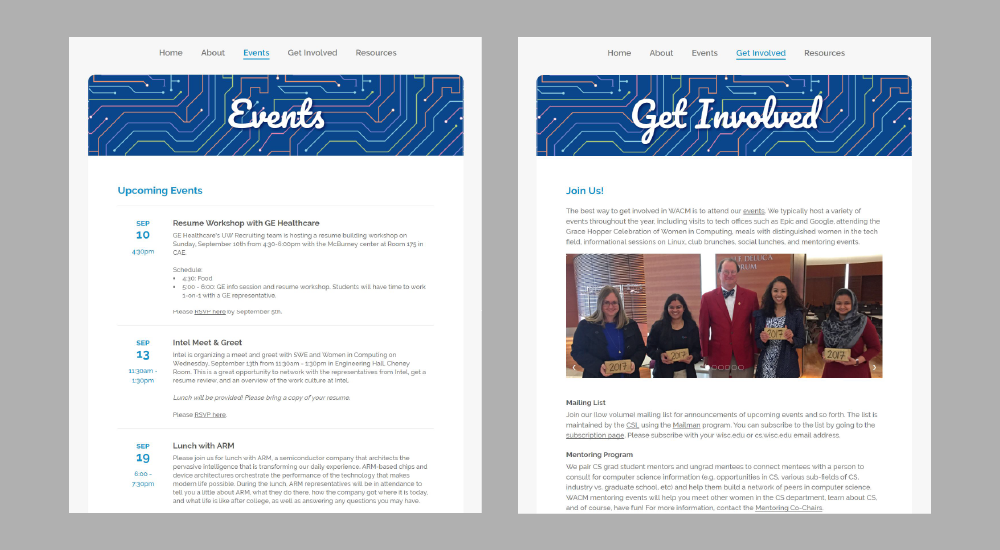 Home About Events Get Involved Resources
Events
Upcoming Events
SEP
10
4:30pm
Resume Workshop with GE Healthcare
GE Healthcare's UW Recruiting team is hosting a resume building workshop on
Sunday, September 10th from 4:30-6:00pm with the McBurney center at Room 175 in
CAE.
Schedule:
• 4:30: Food
• 5:00 - 6:00: GE info session and resume workshop. Students will have time to work
1-on-1 with a GE representative.
Please RSVP here by September 5th.
SEP
13
11:30am -
1:30pm
Intel Meet & Greet
Intel is organizing a meet and greet with SWE and Women in Computing on
Wednesday, September 13th from 11:30am - 1:30pm in Engineering Hall, Cheney
Room. This is a great opportunity to network with the representatives from Intel, get a
resume review, and an overview of the work culture at Intel.
Lunch will be provided! Please bring a copy of your resume.
Please RSVP here.
SEP
19
6:00 -
7:30pm
Lunch with ARM
Please join us for lunch with ARM, a semiconductor company that architects the
pervasive intelligence that is transforming our daily experience. ARM-based chips and
device architectures orchestrate the performance of the technology that makes
modern life possible. During the lunch, ARM representatives will be in attendance to
tell you a little about ARM, what they do there, how the company got where it is today,
and what life is like after college, as well as answering any questions you may have.
Home About Events Get Involved Resources
Get Involved
Join Us!
The best way to get involved in WACM is to attend our events. We typically host a variety of
events throughout the year, including visits to tech offices such as Epic and Google, attending the
Grace Hopper Celebration of Women in Computing, meals with distinguished women in the tech
field, informational sessions on Linux, club brunches, social lunches, and mentoring events.
DELUCA
FORUM
2017
2017
2017
2017
Mailing List
Join our (low volume) mailing list for announcements of upcoming events and so forth. The list is
maintained by the CSL using the Mailman program. You can subscribe to the list by going to the
subscription page. Please subscribe with your wisc.edu or cs.wisc.edu email address.
Mentoring Program
We pair CS grad student mentors and ungrad mentees to connect mentees with a person to
consult for computer science information (e.g. opportunities in CS, various sub-fields of CS,
industry vs. graduate school, etc) and help them build a network of peers in computer science.
WACM mentoring events will help you meet other women in the CS department, learn about CS,
and of course, have fun! For more information, contact the Mentoring Co-Chairs.